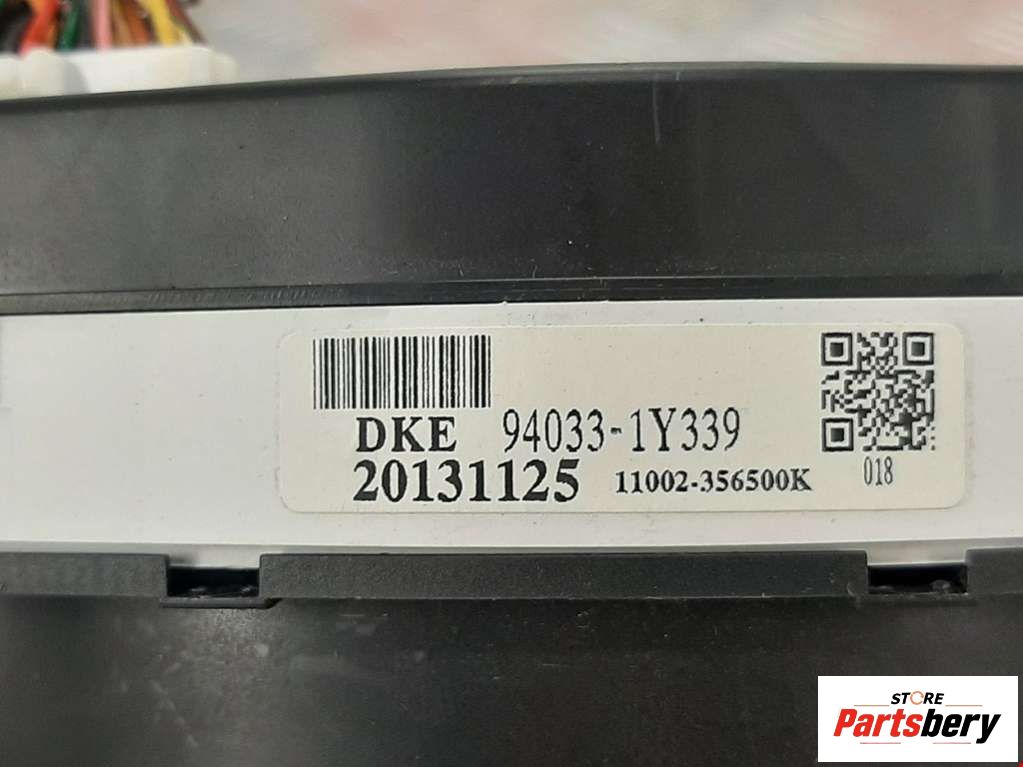 DKE 94033-1Y339
20131125 11002-356500K
018
STORE
Partsbery